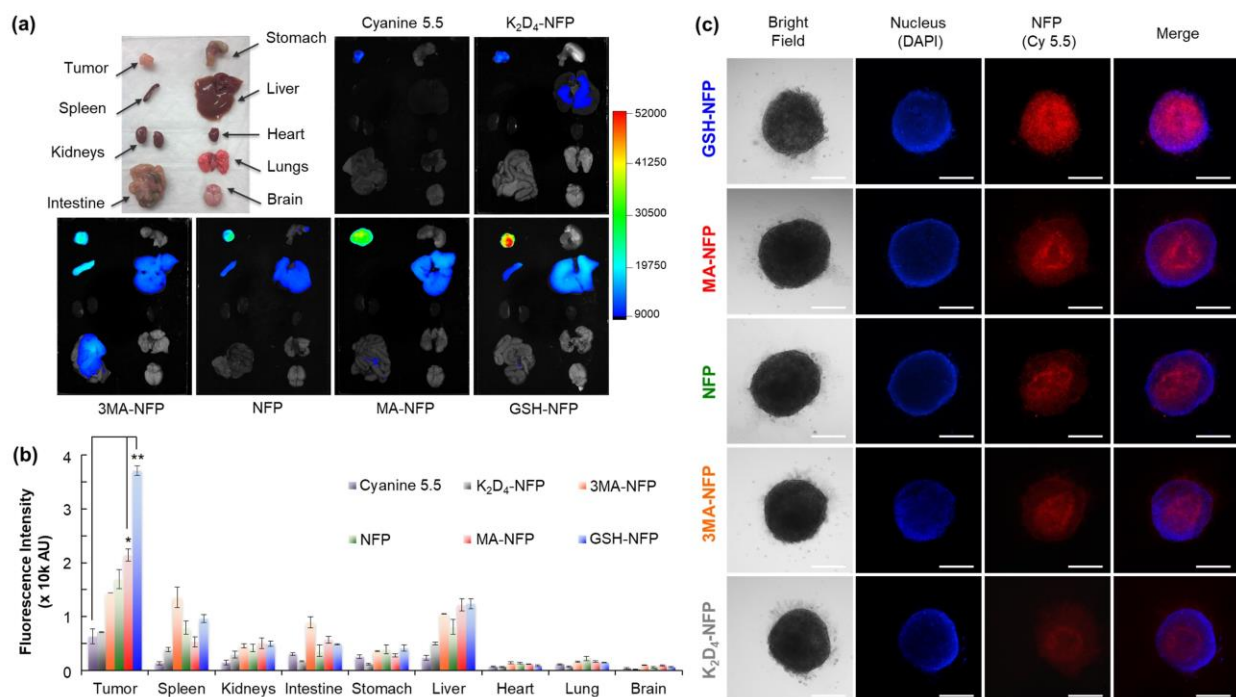 (a)
Cyanine 5.5
K₂D₄-NFP
Tumor
Spleen
Kidneys
Intestine
Stomach
Liver
Heart
Lungs
Brain
52000
41250
30500
19750
9000
3MA-NFP
NFP
MA-NFP
GSH-NFP
(b)
Fluorescence Intensity
(x 10k AU)
4
3
2
1
0
**
*
Cyanine 5.5
K₂D₄-NFP
3MA-NFP
NFP
MA-NFP
GSH-NFP
Tumor
Spleen
Kidneys
Intestine
Stomach
Liver
Heart
Lung
Brain
(c)
Bright
Field
Nucleus
(DAPI)
NFP
(Cy 5.5)
Merge
GSH-NFP
MA-NFP
NFP
3MA-NFP
K₂D₄-NFP